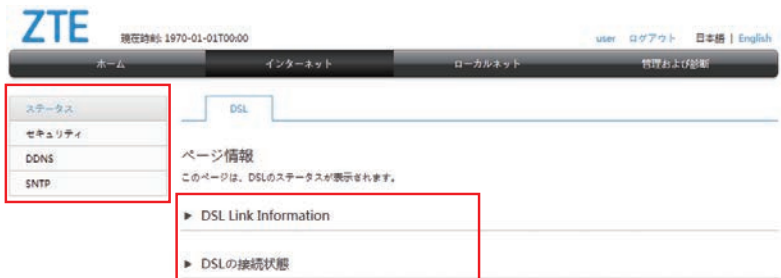 ZTE
現在時刻: 1970-01-01T00:00
user ログアウト 日本語 | English
ホーム インターネット ローカルネット 管理および診断
ステータス
セキュリティ
DDNS
SNTP
DSL
ページ情報
このページは、DSLのステータスが表示されます。
▶ DSL Link Information
▶ DSLの接続状態